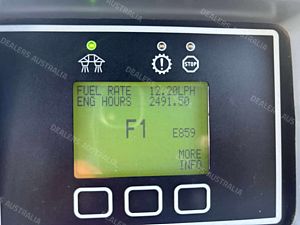 DEALERS AUSTRALIA
STOP
FUEL RATE 12.20LPH
ENG HOURS 2491.50
F1 E859
MORE
INFO